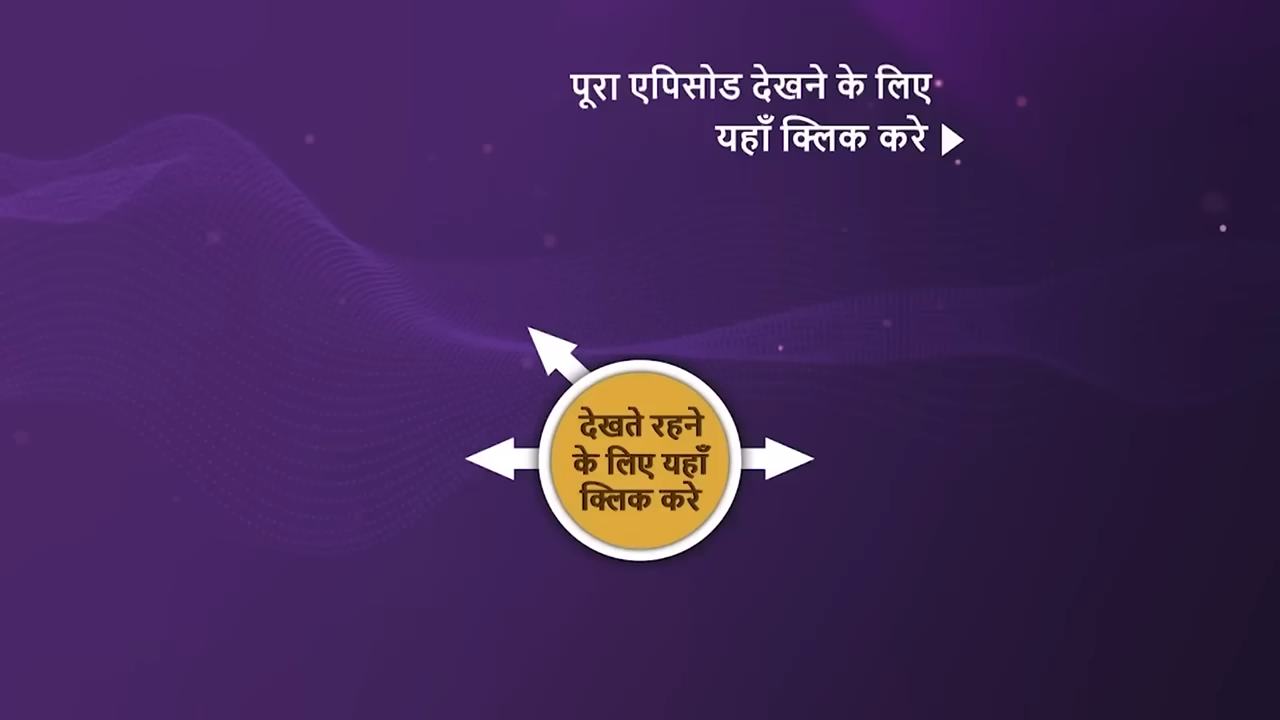 पूरा एपिसोड देखने के लिए
यहाँ क्लिक करे
देखते रहने
के लिए यहाँ
क्लिक करे